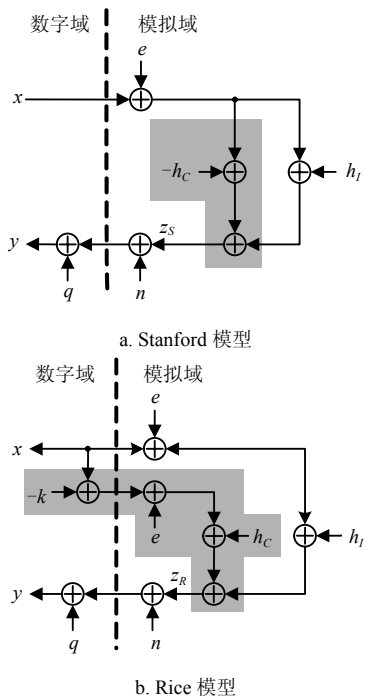 数字域 模拟域
e
x
−h_C
h_I
z_S
y
q n
a. Stanford 模型
数字域 模拟域
e
x
−k
e
h_C
h_I
z_R
y
q n
b. Rice 模型